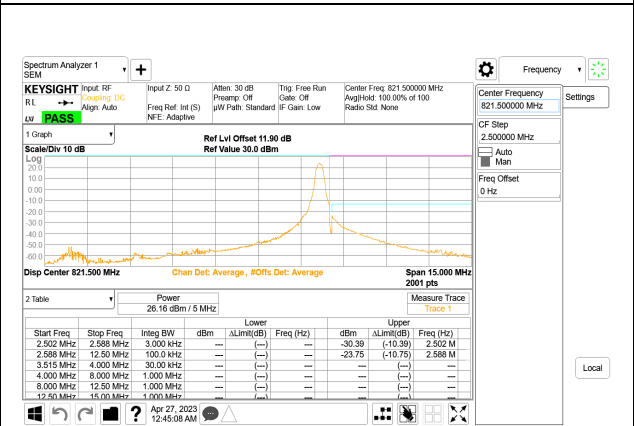 Spectrum Analyzer 1
SEM
Frequency
KEYSIGHT
RL
LXI
PASS
Input: RF
Coupling: DC
Align: Auto
Input Z: 50 Ω
Freq Ref: Int (S)
NFE: Adaptive
Atten: 30 dB
Preamp: Off
µW Path: Standard
Trig: Free Run
Gate: Off
IF Gain: Low
Center Freq: 821.500000 MHz
Avg|Hold: 100.00% of 100
Radio Std: None
Center Frequency
821.500000 MHz
Settings
CF Step
2.500000 MHz
Auto
Man
Freq Offset
0 Hz
1 Graph
Scale/Div 10 dB
Ref Lvl Offset 11.90 dB
Ref Value 30.0 dBm
Log
20.0
10.0
0.00
-10.0
-20.0
-30.0
-40.0
-50.0
-60.0
Disp Center 821.500 MHz
Chan Det: Average , #Offs Det: Average
Span 15.000 MHz
2001 pts
2 Table
Power
26.16 dBm / 5 MHz
Measure Trace
Trace 1
Lower Upper
Start Freq Stop Freq Integ BW dBm ΔLimit(dB) Freq (Hz) dBm ΔLimit(dB) Freq (Hz)
2.502 MHz 2.588 MHz 3.000 kHz --- (---) --- -30.39 (-10.39) 2.502 M
2.588 MHz 12.50 MHz 100.0 kHz --- (---) --- -23.75 (-10.75) 2.588 M
3.515 MHz 4.000 MHz 30.00 kHz --- (---) --- --- (---) ---
4.000 MHz 8.000 MHz 1.000 MHz --- (---) --- --- (---) ---
8.000 MHz 12.50 MHz 1.000 MHz --- (---) --- --- (---) ---
12.50 MHz 15.00 MHz 1.000 MHz --- (---) --- --- (---) ---
Local
?
Apr 27, 2023
12:45:08 AM